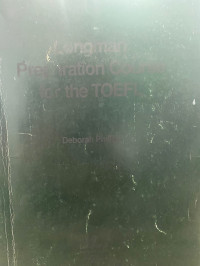 Longman
Preparation Course
for the TOEFL
Deborah